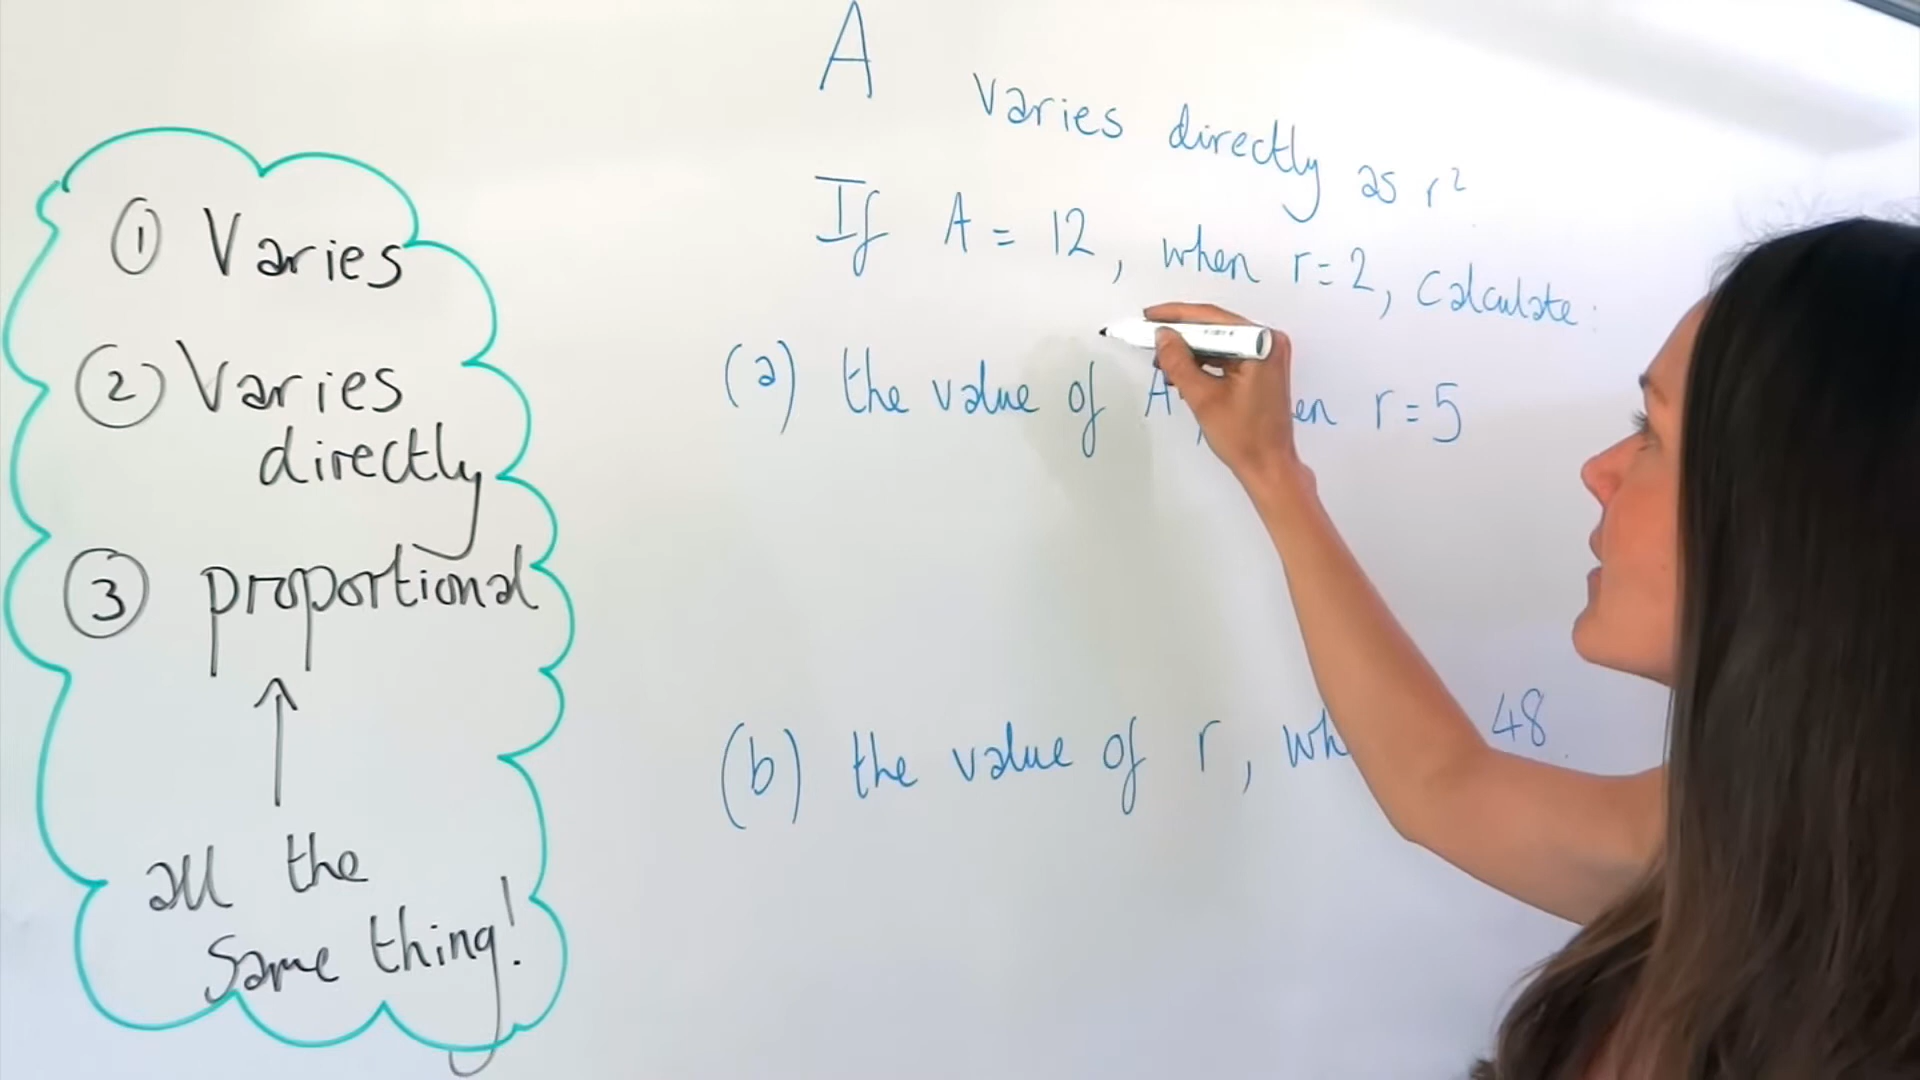 ① Varies
② Varies
directly
③ proportional
↑
all the
same thing!
A varies directly as r²
If A = 12, when r = 2, calculate:
(a) the value of A, r = 5
(b) the value of r, 48